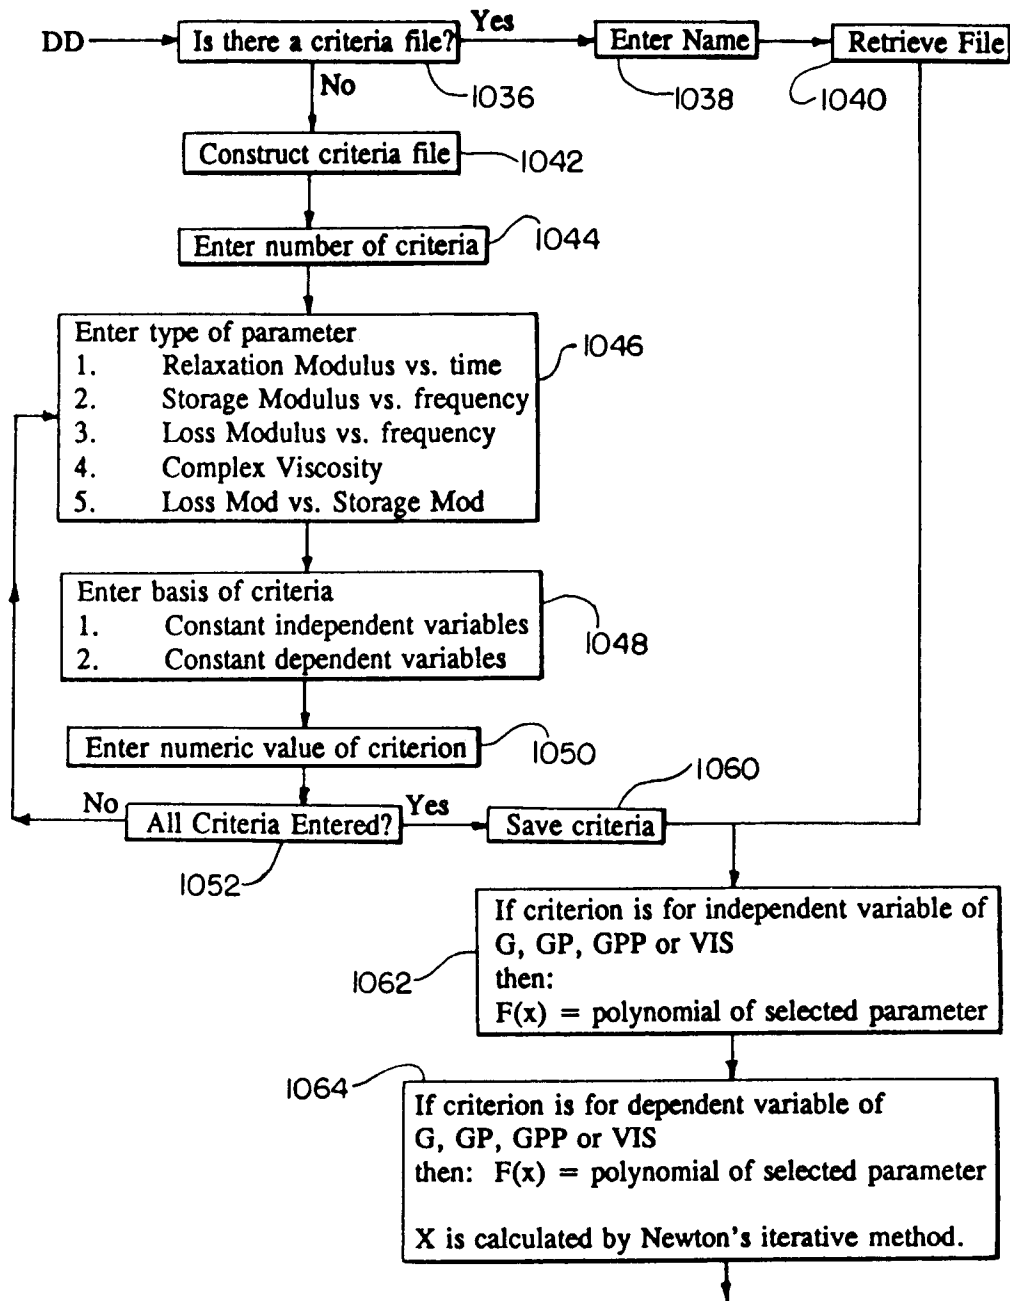 DD
Is there a criteria file?
Yes
Enter Name
Retrieve File
1036
1038
1040
No
Construct criteria file
1042
Enter number of criteria
1044
Enter type of parameter
1. Relaxation Modulus vs. time
2. Storage Modulus vs. frequency
3. Loss Modulus vs. frequency
4. Complex Viscosity
5. Loss Mod vs. Storage Mod
1046
Enter basis of criteria
1. Constant independent variables
2. Constant dependent variables
1048
Enter numeric value of criterion
1050
1060
No
All Criteria Entered?
Yes
Save criteria
1052
If criterion is for independent variable of
G, GP, GPP or VIS
then:
F(x) = polynomial of selected parameter
1062
1064
If criterion is for dependent variable of
G, GP, GPP or VIS
then: F(x) = polynomial of selected parameter
X is calculated by Newton's iterative method.